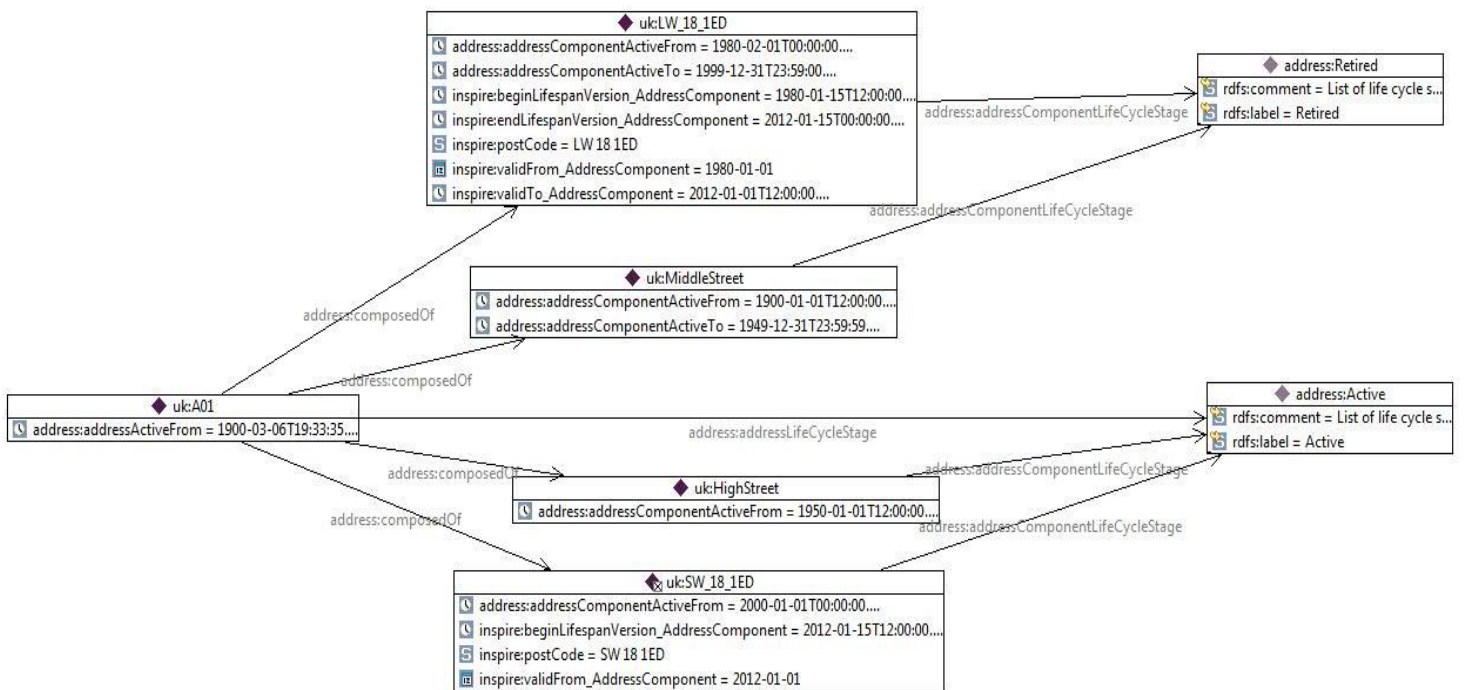 uk:LW_18_1ED
address:addressComponentActiveFrom = 1980-02-01T00:00:00....
address:addressComponentActiveTo = 1999-12-31T23:59:00....
inspire:beginLifespanVersion_AddressComponent = 1980-01-15T12:00:00....
inspire:endLifespanVersion_AddressComponent = 2012-01-15T00:00:00....
inspire:postCode = LW 18 1ED
inspire:validFrom_AddressComponent = 1980-01-01
inspire:validTo_AddressComponent = 2012-01-01T12:00:00....
address:Retired
rdfs:comment = List of life cycle s...
rdfs:label = Retired
address:addressComponentLifeCycleStage
address:addressComponentLifeCycleStage
uk:MiddleStreet
address:addressComponentActiveFrom = 1900-01-01T12:00:00....
address:addressComponentActiveTo = 1949-12-31T23:59:59....
address:composedOf
address:composedOf
uk:A01
address:addressActiveFrom = 1900-03-06T19:33:35....
address:addressLifeCycleStage
address:Active
rdfs:comment = List of life cycle s...
rdfs:label = Active
address:composedOf
address:addressComponentLifeCycleStage
uk:HighStreet
address:addressComponentActiveFrom = 1950-01-01T12:00:00....
address:composedOf
address:addressComponentLifeCycleStage
uk:SW_18_1ED
address:addressComponentActiveFrom = 2000-01-01T00:00:00....
inspire:beginLifespanVersion_AddressComponent = 2012-01-15T12:00:00....
inspire:postCode = SW 18 1ED
inspire:validFrom_AddressComponent = 2012-01-01